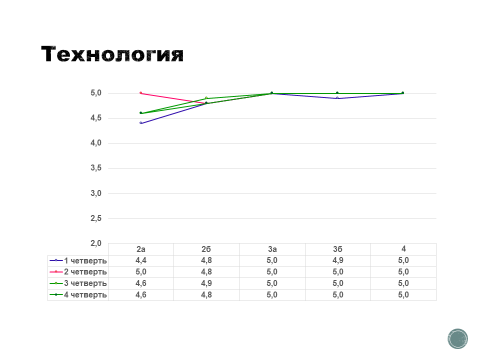 Технология
5,0
4,5
4,0
3,5
3,0
2,5
2,0
2а 2б 3а 3б 4
1 четверть 4,4 4,8 5,0 4,9 5,0
2 четверть 5,0 4,8 5,0 5,0 5,0
3 четверть 4,6 4,9 5,0 5,0 5,0
4 четверть 4,6 4,8 5,0 5,0 5,0